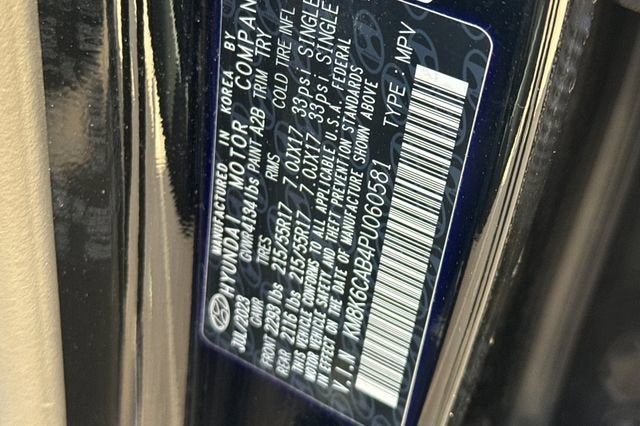 MANUFACTURED IN KOREA BY
HYUNDAI MOTOR COMPAN
JUL/2023 GVWR 4134 lbs PAINT A2B TRIM TRY
GAWR TIRES RIMS COLD TIRE INFL
FRONT 2293 lbs 215/55R17 7.0JX17 33psi SINGLE
REAR 2116 lbs 215/55R17 7.0JX17 33psi SINGLE
THIS VEHICLE CONFORMS TO ALL APPLICABLE U.S.A. FEDERAL
MOTOR VEHICLE SAFETY AND THEFT PREVENTION STANDARDS
IN EFFECT ON THE DATE OF MANUFACTURE SHOWN ABOVE
V.I.N KM8K6CAB4PU060581 TYPE: MPV